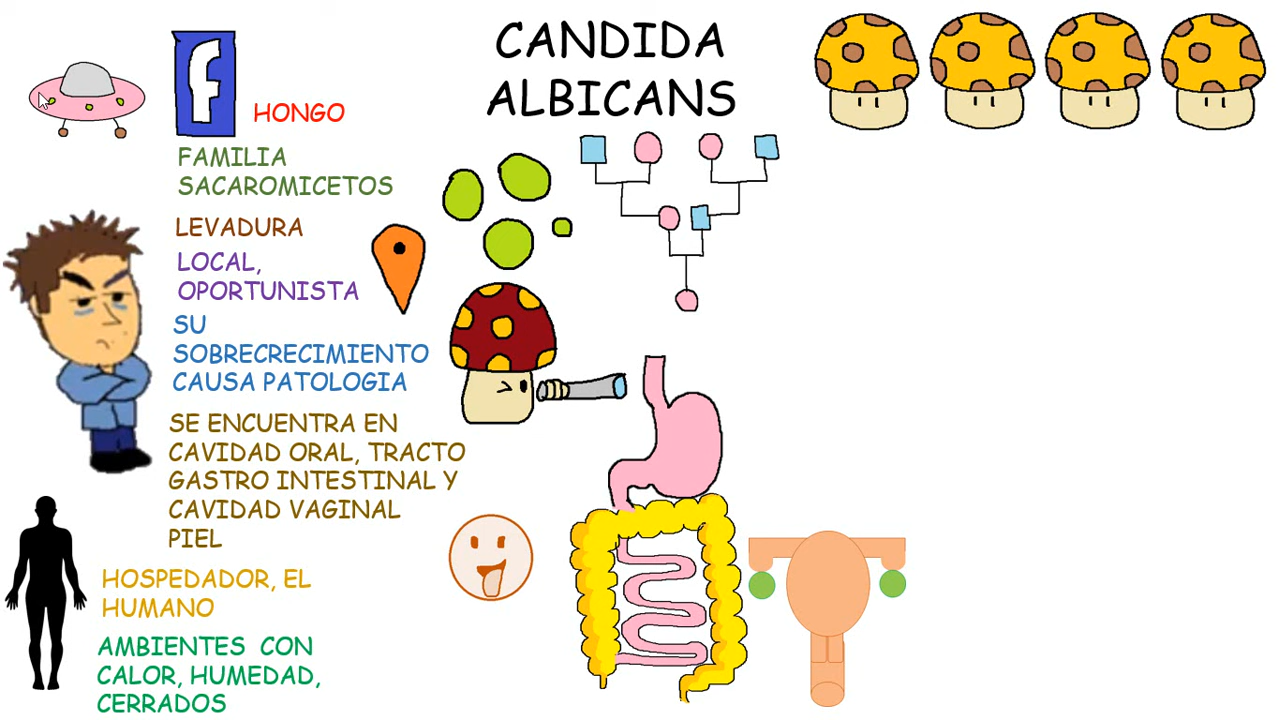 CANDIDA
ALBICANS
f
HONGO
FAMILIA
SACAROMICETOS
LEVADURA
LOCAL,
OPORTUNISTA
SU
SOBRECRECIMIENTO
CAUSA PATOLOGIA
SE ENCUENTRA EN
CAVIDAD ORAL, TRACTO
GASTRO INTESTINAL Y
CAVIDAD VAGINAL
PIEL
HOSPEDADOR, EL
HUMANO
AMBIENTES CON
CALOR, HUMEDAD,
CERRADOS